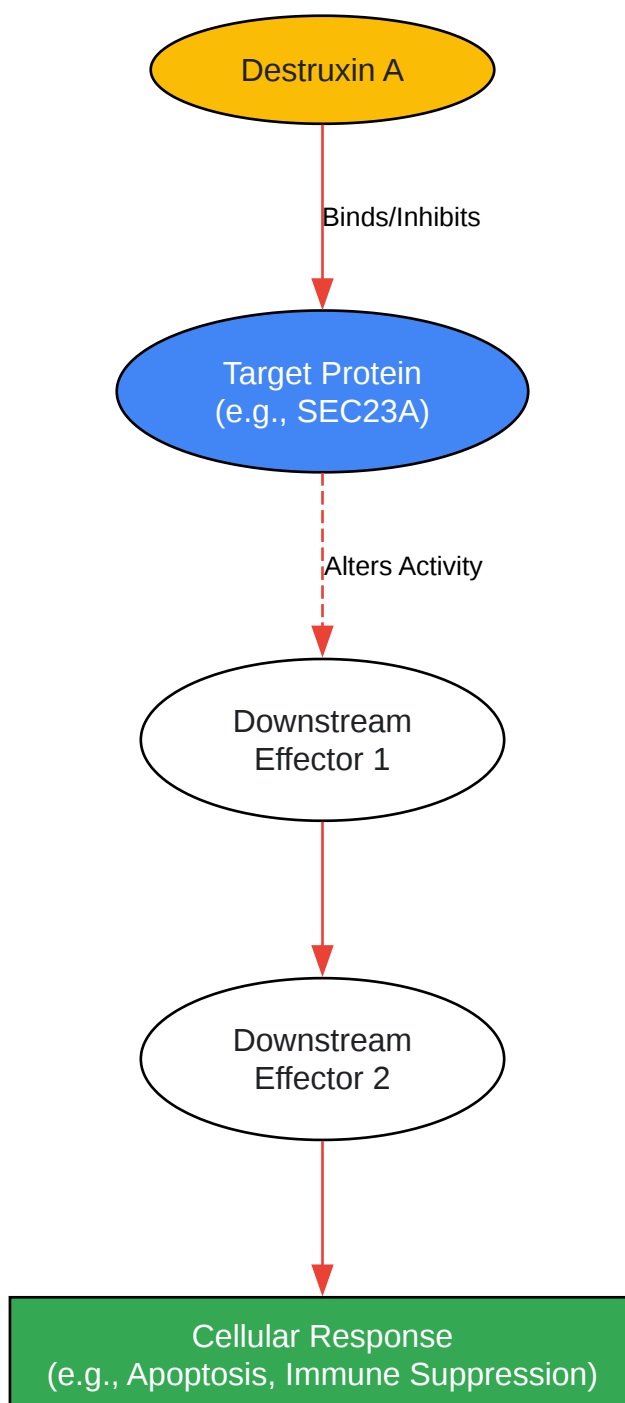 Destruxin A
Binds/Inhibits
Target Protein
(e.g., SEC23A)
Alters Activity
Downstream
Effector 1
Downstream
Effector 2
Cellular Response
(e.g., Apoptosis, Immune Suppression)